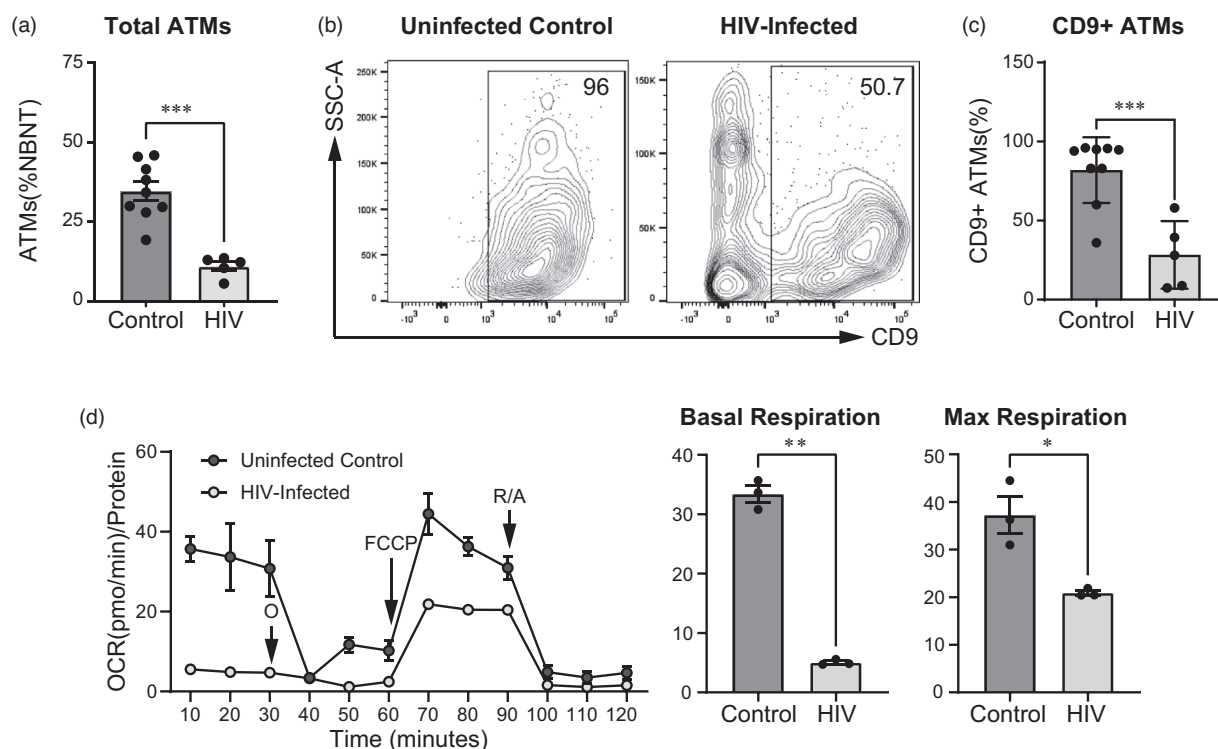 (a)
Total ATMs
ATMs(%NBNT)
75
50
25
0
***
Control
HIV
(b)
Uninfected Control
HIV-Infected
SSC-A
250K
200K
150K
100K
50K
0
96
-10³ 0 10³ 10⁴ 10⁵
150K
100K
50K
0
50.7
-10³ 0 10³ 10⁴ 10⁵
CD9
(c)
CD9+ ATMs
CD9+ ATMs(%)
150
100
50
0
***
Control
HIV
(d)
OCR(pmo/min)/Protein
60
40
20
0
Uninfected Control
HIV-Infected
O
FCCP
R/A
10 20 30 40 50 60 70 80 90 100 110 120
Time (minutes)
Basal Respiration
40
30
20
10
0
**
Control HIV
Max Respiration
50
40
30
20
10
0
*
Control HIV